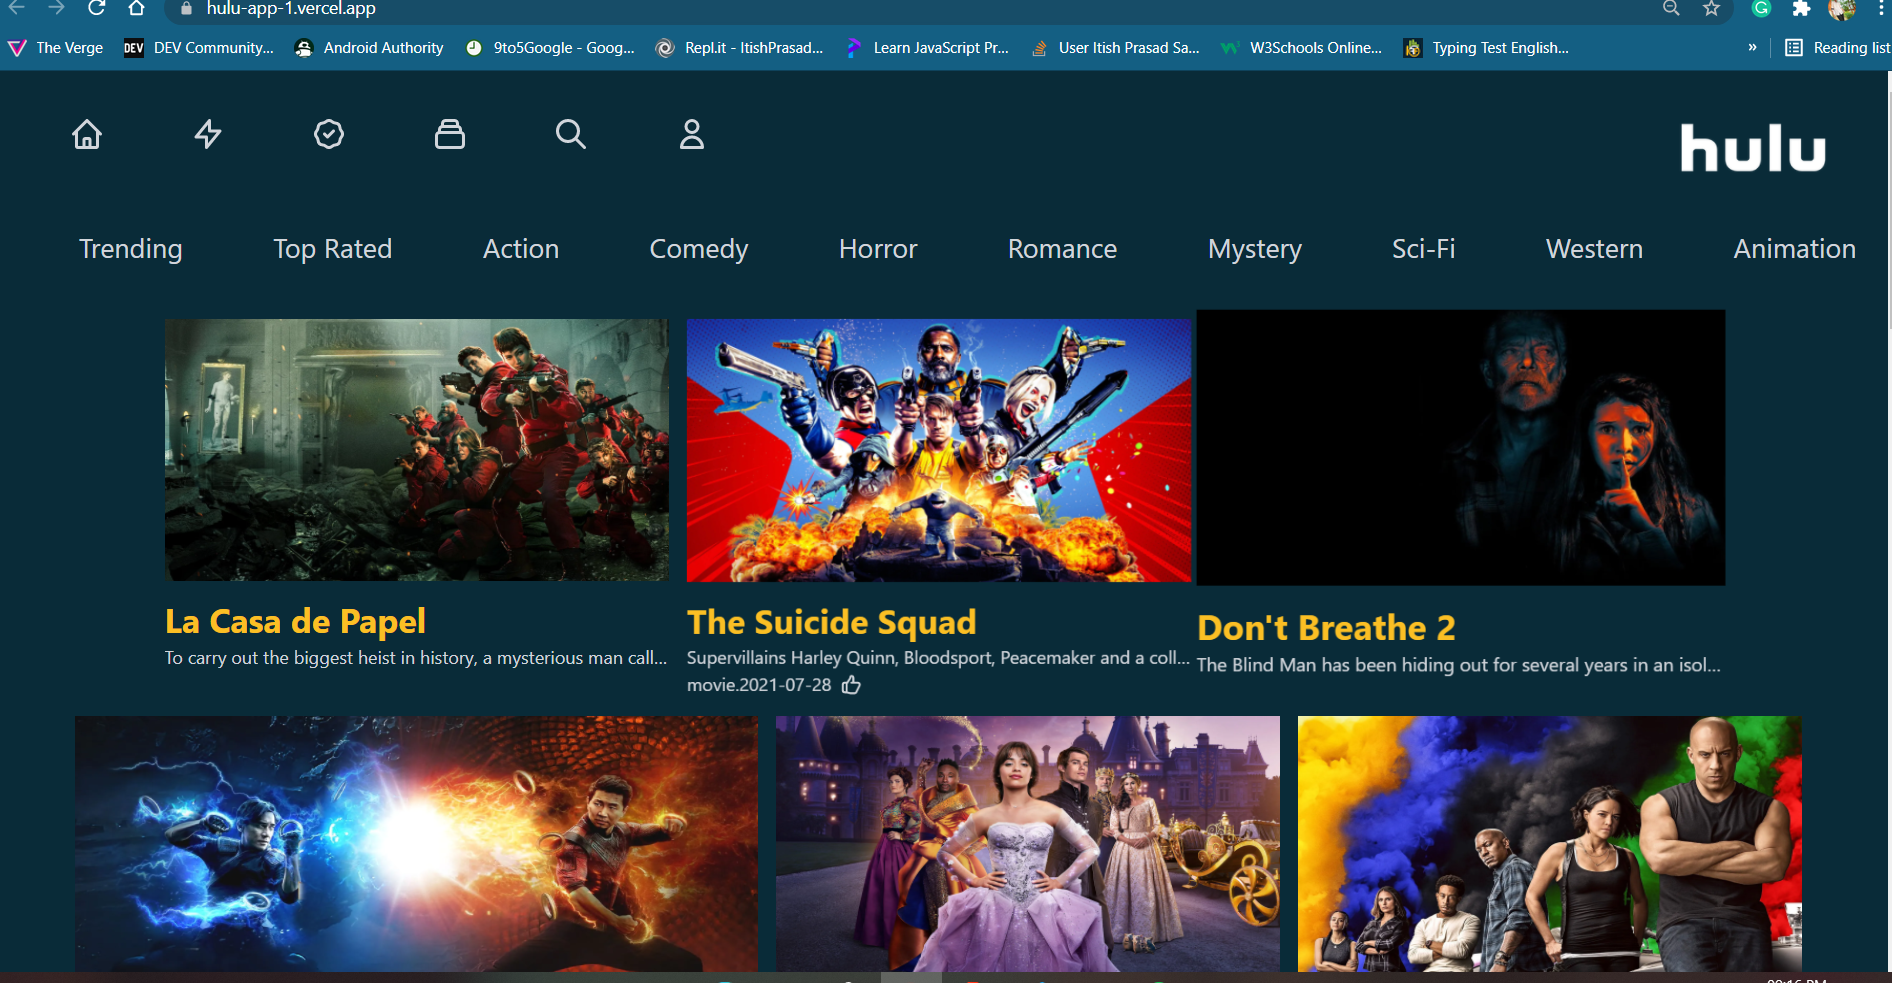 hulu-app-1.vercel.app
The Verge DEV DEV Community... Android Authority 9to5Google - Goog... Repl.it - ItishPrasad... Learn JavaScript Pr... User Itish Prasad Sa... W3Schools Online... Typing Test English... » Reading list
hulu
Trending Top Rated Action Comedy Horror Romance Mystery Sci-Fi Western Animation
La Casa de Papel
To carry out the biggest heist in history, a mysterious man call...
The Suicide Squad
Supervillains Harley Quinn, Bloodsport, Peacemaker and a coll...
movie.2021-07-28
Don't Breathe 2
The Blind Man has been hiding out for several years in an isol...